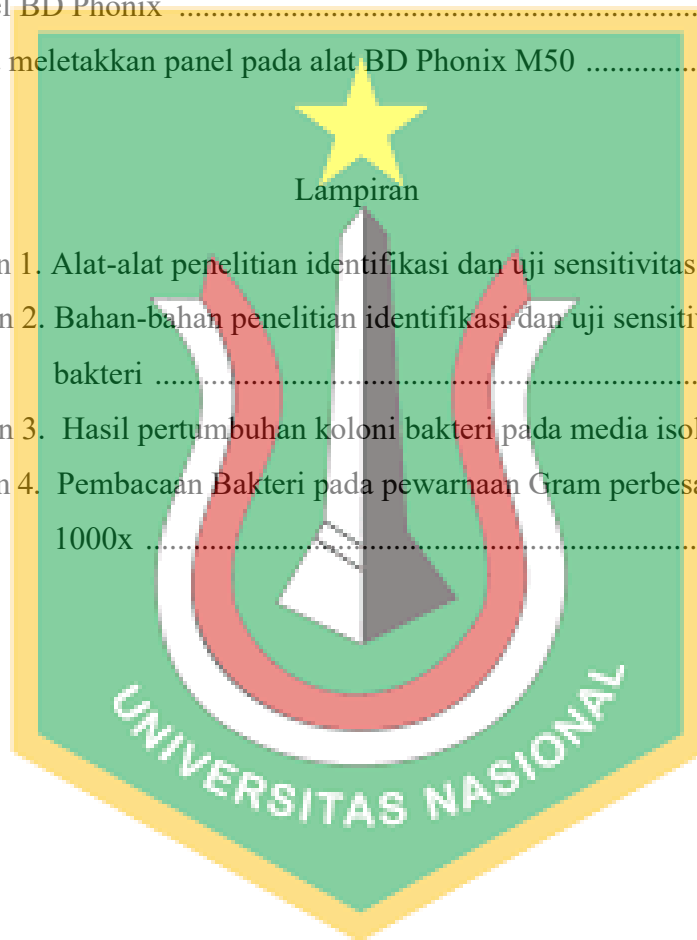 el BD Phonix ........................................................................
meletakkan panel pada alat BD Phonix M50 ...............
Lampiran
n 1. Alat-alat penelitian identifikasi dan uji sensitivitas
n 2. Bahan-bahan penelitian identifikasi dan uji sensitiv
bakteri ........................................................................
n 3. Hasil pertumbuhan koloni bakteri pada media isol
n 4. Pembacaan Bakteri pada pewarnaan Gram perbesa
1000x ........................................................................
UNIVERSITAS NASIONAL